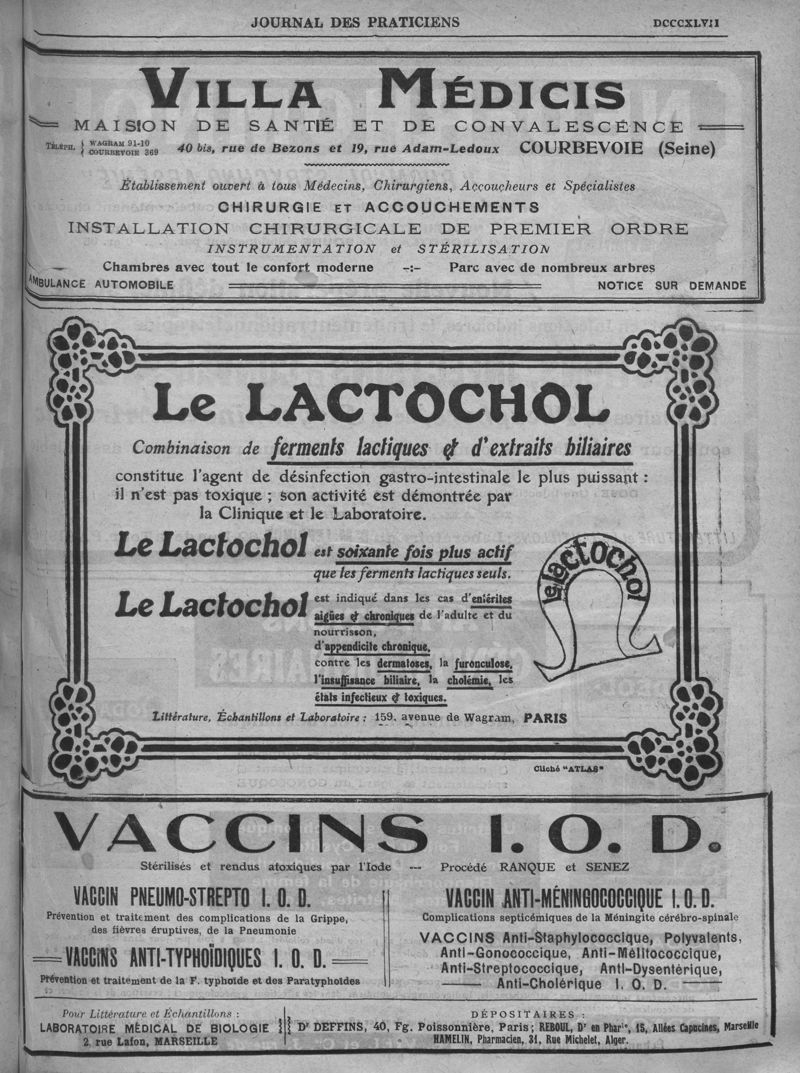 JOURNAL DES PRATICIENS DCCCXLVII
VILLA MÉDICIS
MAISON DE SANTÉ ET DE CONVALESCENCE
TÉLÉPH. { WAGRAM 91-10
COURBEVOIE 369
40 bis, rue de Bezons et 19, rue Adam-Ledoux COURBEVOIE (Seine)
Établissement ouvert à tous Médecins, Chirurgiens, Accoucheurs et Spécialistes
CHIRURGIE ET ACCOUCHEMENTS
INSTALLATION CHIRURGICALE DE PREMIER ORDRE
INSTRUMENTATION et STÉRILISATION
Chambres avec tout le confort moderne -:- Parc avec de nombreux arbres
AMBULANCE AUTOMOBILE NOTICE SUR DEMANDE
Le LACTOCHOL
Combinaison de ferments lactiques & d'extraits biliaires
constitue l'agent de désinfection gastro-intestinale le plus puissant :
il n'est pas toxique ; son activité est démontrée par
la Clinique et le Laboratoire.
Le Lactochol est soixante fois plus actif
que les ferments lactiques seuls.
Le Lactochol est indiqué dans les cas d'entérites
aigües & chroniques de l'adulte et du
nourrisson,
d'appendicite chronique,
contre les dermatoses, la furonculose,
l'insuffisance biliaire, la cholémie, les
états infectieux & toxiques.
le lactochol
Littérature, Échantillons et Laboratoire : 159, avenue de Wagram, PARIS
Cliché "ATLAS"
VACCINS I. O. D.
Stérilisés et rendus atoxiques par l'Iode — Procédé RANQUE et SENEZ
VACCIN PNEUMO-STREPTO I. O. D.
Prévention et traitement des complications de la Grippe,
des fièvres éruptives, de la Pneumonie
VACCINS ANTI-TYPHOÏDIQUES I. O. D.
Prévention et traitement de la F. typhoïde et des Paratyphoïdes
VACCIN ANTI-MÉNINGOCOCCIQUE I. O. D.
Complications septicémiques de la Méningite cérébro-spinale
VACCINS Anti-Staphylococcique, Polyvalents,
Anti-Gonococcique, Anti-Mélitococcique,
Anti-Streptococcique, Anti-Dysentérique,
Anti-Cholérique I. O. D.
Pour Littérature et Échantillons :
LABORATOIRE MÉDICAL DE BIOLOGIE
2, rue Lafon, MARSEILLE
DÉPOSITAIRES :
Dr DEFFINS, 40, Fg. Poissonnière, Paris; REBOUL, Dr en Phar., 15, Allées Capucines, Marseille
HAMELIN, Pharmacien, 31, Rue Michelet, Alger.